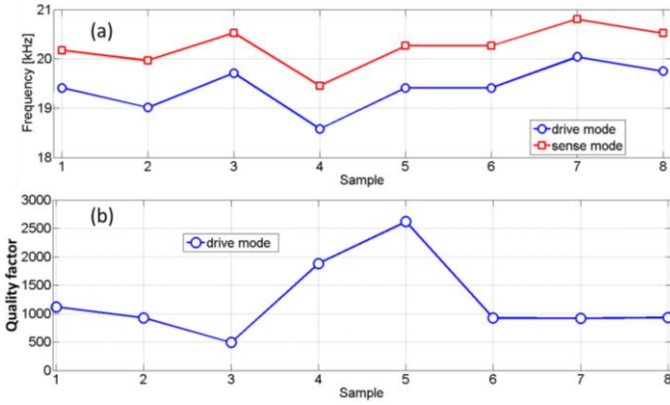 (a)
Frequency [kHz]
21
20
19
18
drive mode
sense mode
1 2 3 4 5 6 7 8
Sample
(b)
Quality factor
3000
2500
2000
1500
1000
500
0
drive mode
1 2 3 4 5 6 7 8
Sample